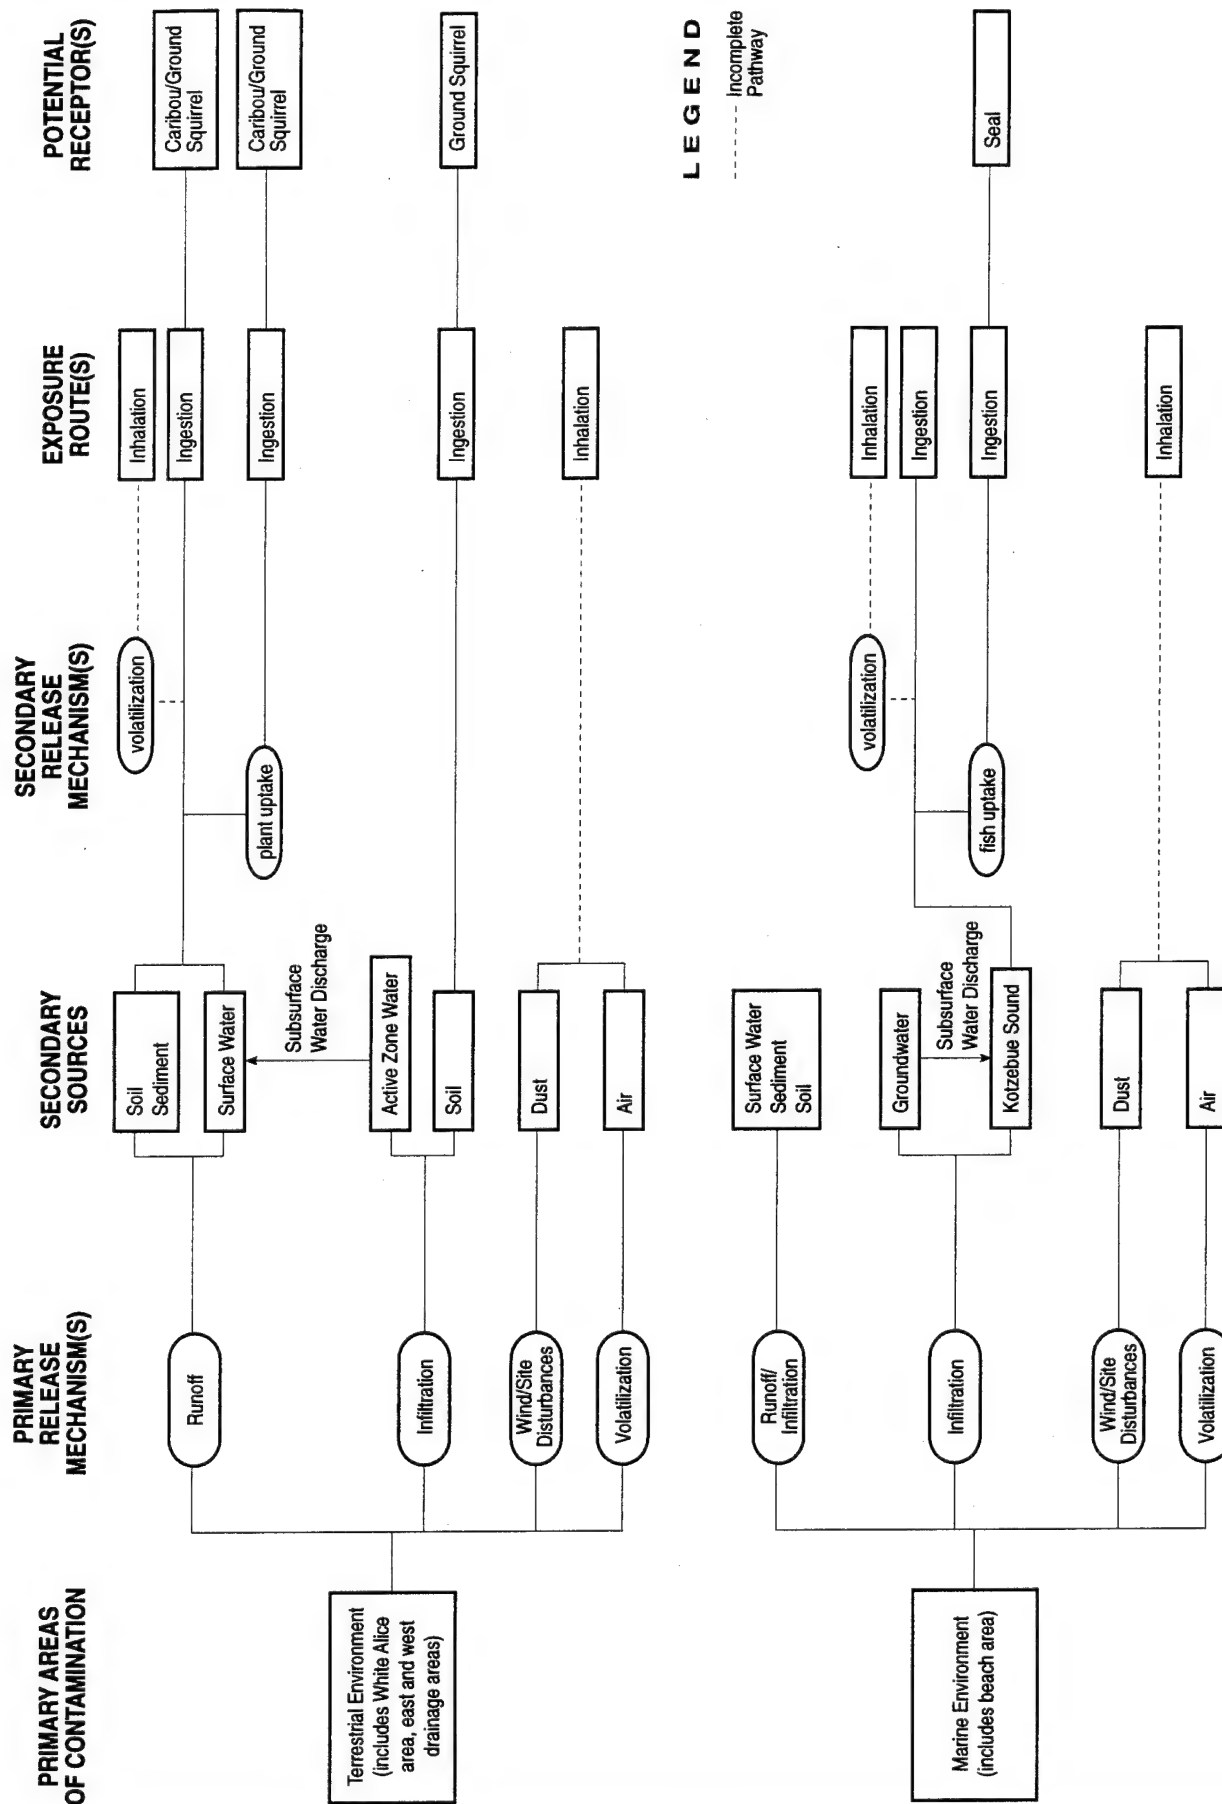 PRIMARY AREAS
OF CONTAMINATION
PRIMARY
RELEASE
MECHANISM(S)
SECONDARY
SOURCES
SECONDARY
RELEASE
MECHANISM(S)
EXPOSURE
ROUTE(S)
POTENTIAL
RECEPTOR(S)
Terrestrial Environment
(includes White Alice
area, east and west
drainage areas)
Runoff
Soil
Sediment
Surface Water
volatilization
plant uptake
Inhalation
Ingestion
Ingestion
Caribou/Ground
Squirrel
Caribou/Ground
Squirrel
Subsurface
Water Discharge
Infiltration
Active Zone Water
Soil
Ingestion
Ground Squirrel
Wind/Site
Disturbances
Dust
Inhalation
Volatilization
Air
LEGEND
Incomplete
Pathway
Marine Environment
(includes beach area)
Runoff/
Infiltration
Surface Water
Sediment
Soil
Infiltration
Groundwater
Subsurface
Water Discharge
Kotzebue Sound
volatilization
fish uptake
Inhalation
Ingestion
Ingestion
Seal
Wind/Site
Disturbances
Dust
Inhalation
Volatilization
Air